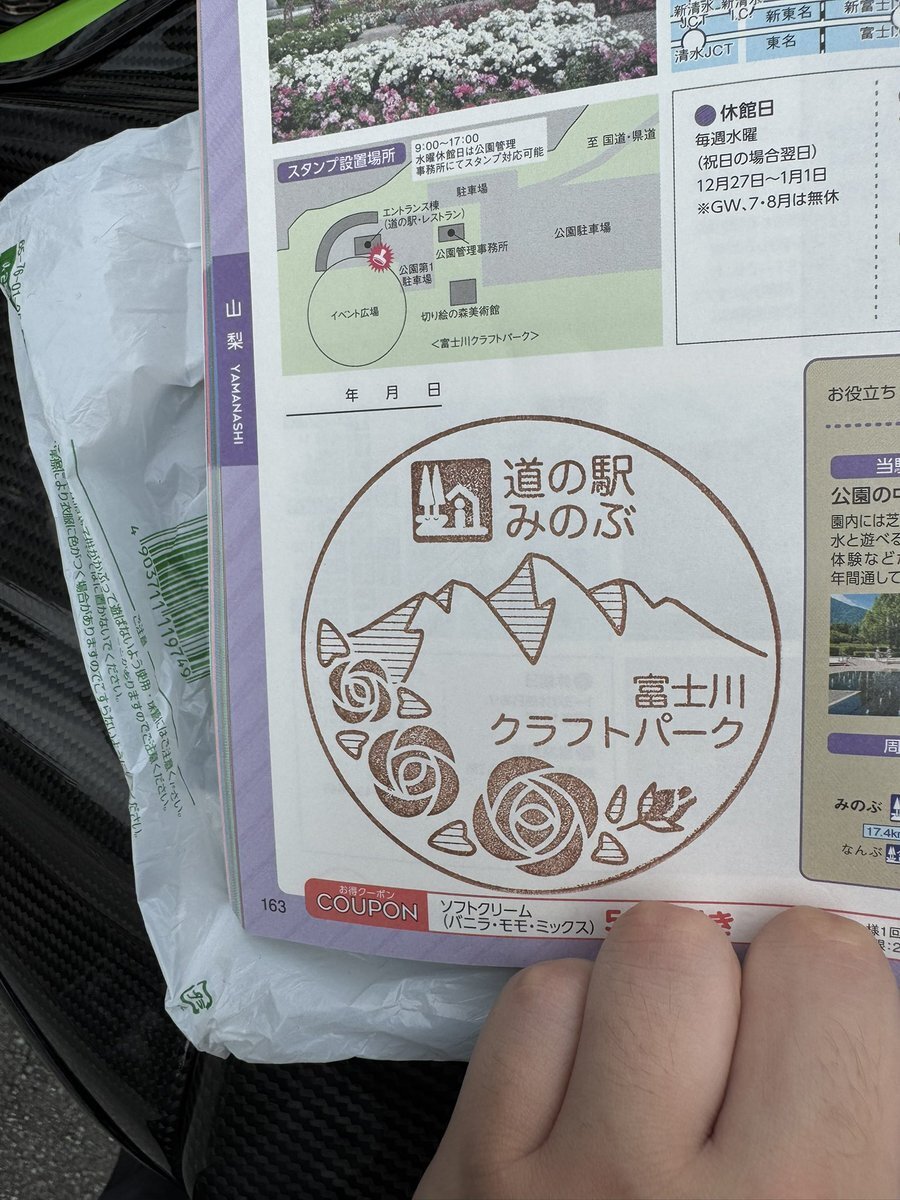 清水JCT
新東名
東名
スタンプ設置場所
9:00～17:00
水曜休館日は公園管理
事務所にてスタンプ対応可能
至 国道・県道
駐車場
エントランス棟
(道の駅・レストラン)
公園管理事務所
公園駐車場
公園第1
駐車場
イベント広場
切り絵の森美術館
＜富士川クラフトパーク＞
休館日
毎週水曜
(祝日の場合翌日)
12月27日～1月1日
※GW、7・8月は無休
山梨 YAMANASHI
年 月 日
道の駅
みのぶ
富士川
クラフトパーク
お役立ち
公園の
園内には芝
水と遊べる
体験など
年間通して
みのぶ
17.4k
なんぶ
163
お得クーポン
COUPON
ソフトクリーム
(バニラ・モモ・ミックス)
様1回
4 903711 119749
ご注意